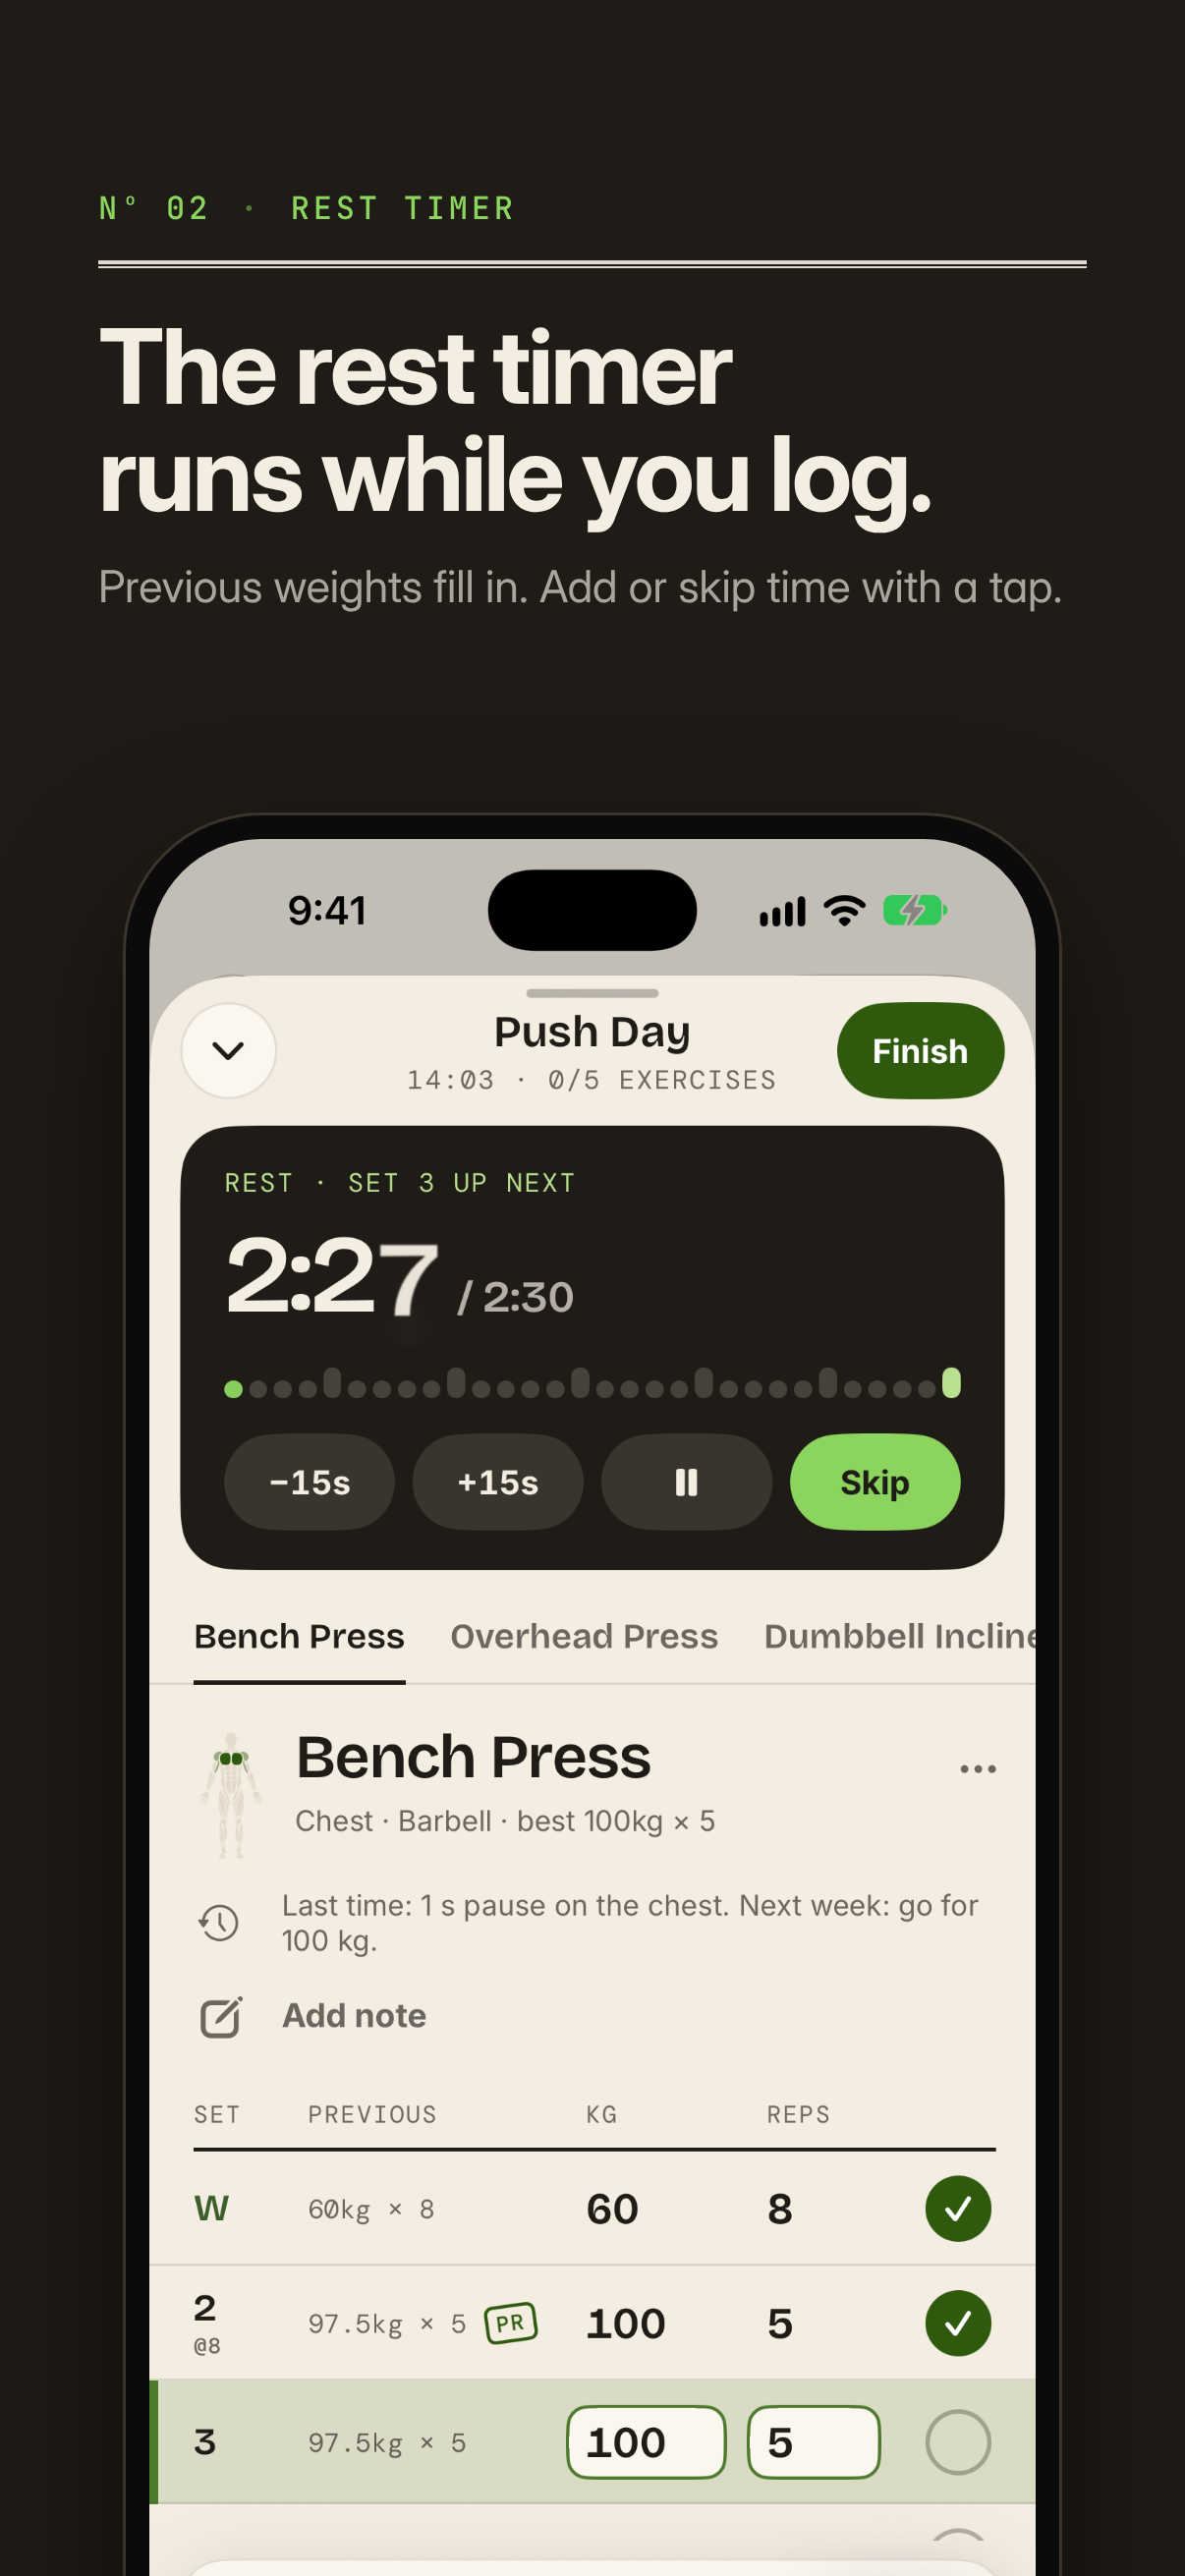 Nº 02 · REST TIMER
The rest timer
runs while you log.
Previous weights fill in. Add or skip time with a tap.
9:41
Push Day
14:03 · 0/5 EXERCISES
Finish
REST · SET 3 UP NEXT
2:27 / 2:30
−15s +15s Skip
Bench Press Overhead Press Dumbbell Incline
Bench Press
Chest · Barbell · best 100kg × 5
Last time: 1 s pause on the chest. Next week: go for
100 kg.
Add note
SET PREVIOUS KG REPS
W 60kg × 8 60 8
2 97.5kg × 5 PR 100 5
@8
3 97.5kg × 5 100 5